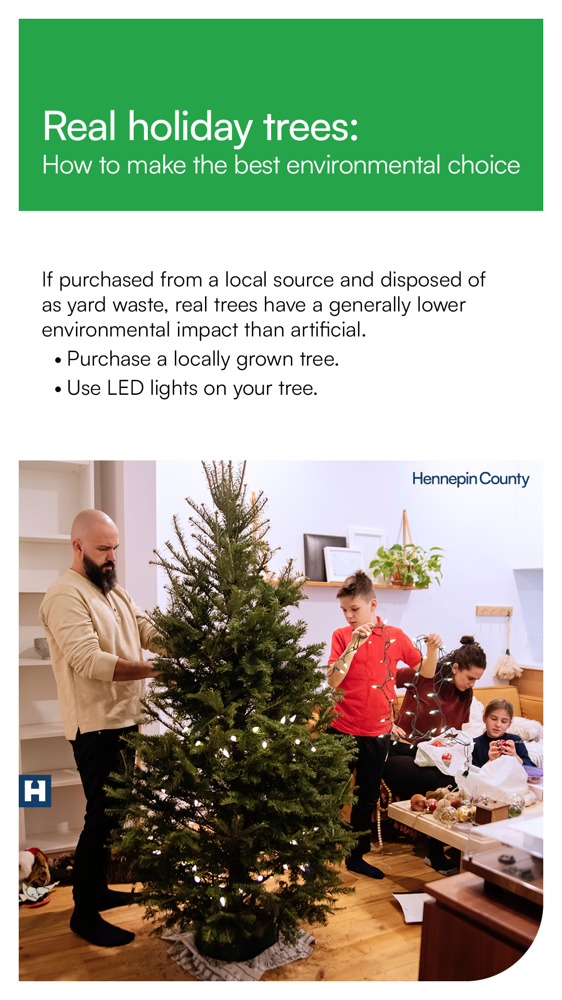 Real holiday trees:
How to make the best environmental choice
If purchased from a local source and disposed of
as yard waste, real trees have a generally lower
environmental impact than artificial.
• Purchase a locally grown tree.
• Use LED lights on your tree.
Hennepin County
H